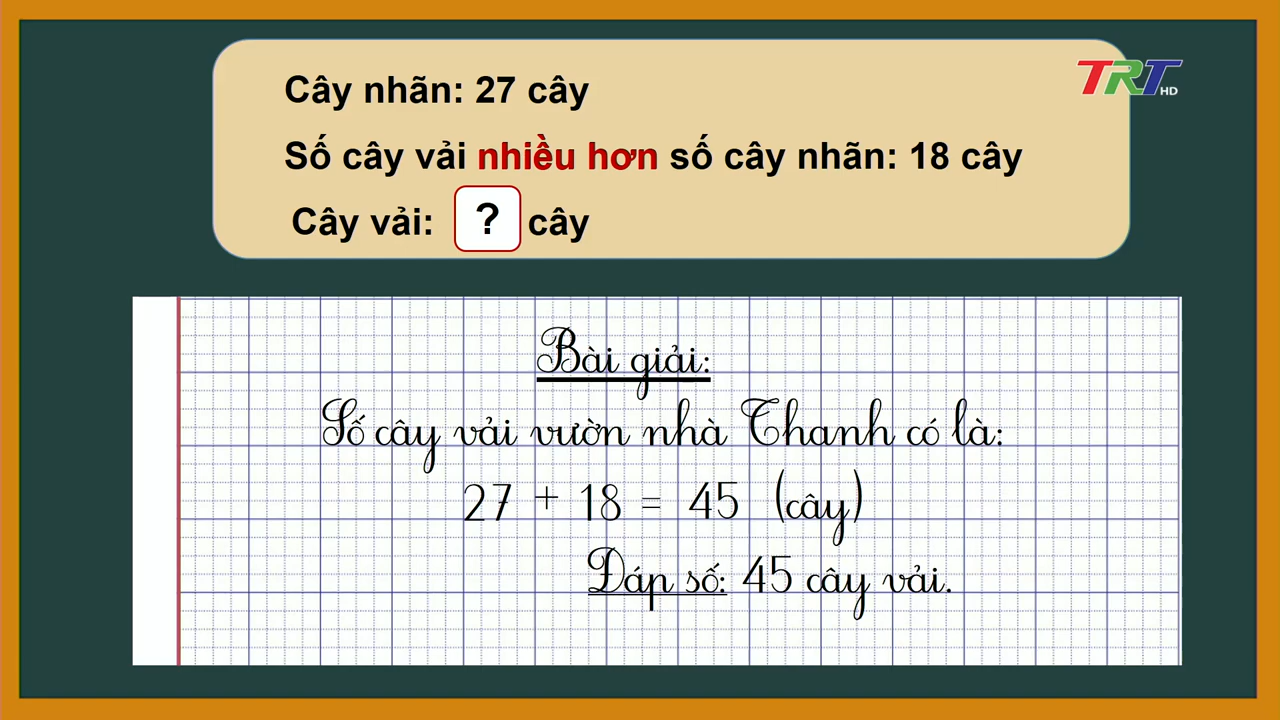 Cây nhãn: 27 cây
TRT HD
Số cây vải nhiều hơn số cây nhãn: 18 cây
Cây vải: ? cây
Bài giải:
Số cây vải vườn nhà Thanh có là:
27 + 18 = 45 (cây)
Đáp số: 45 cây vải.